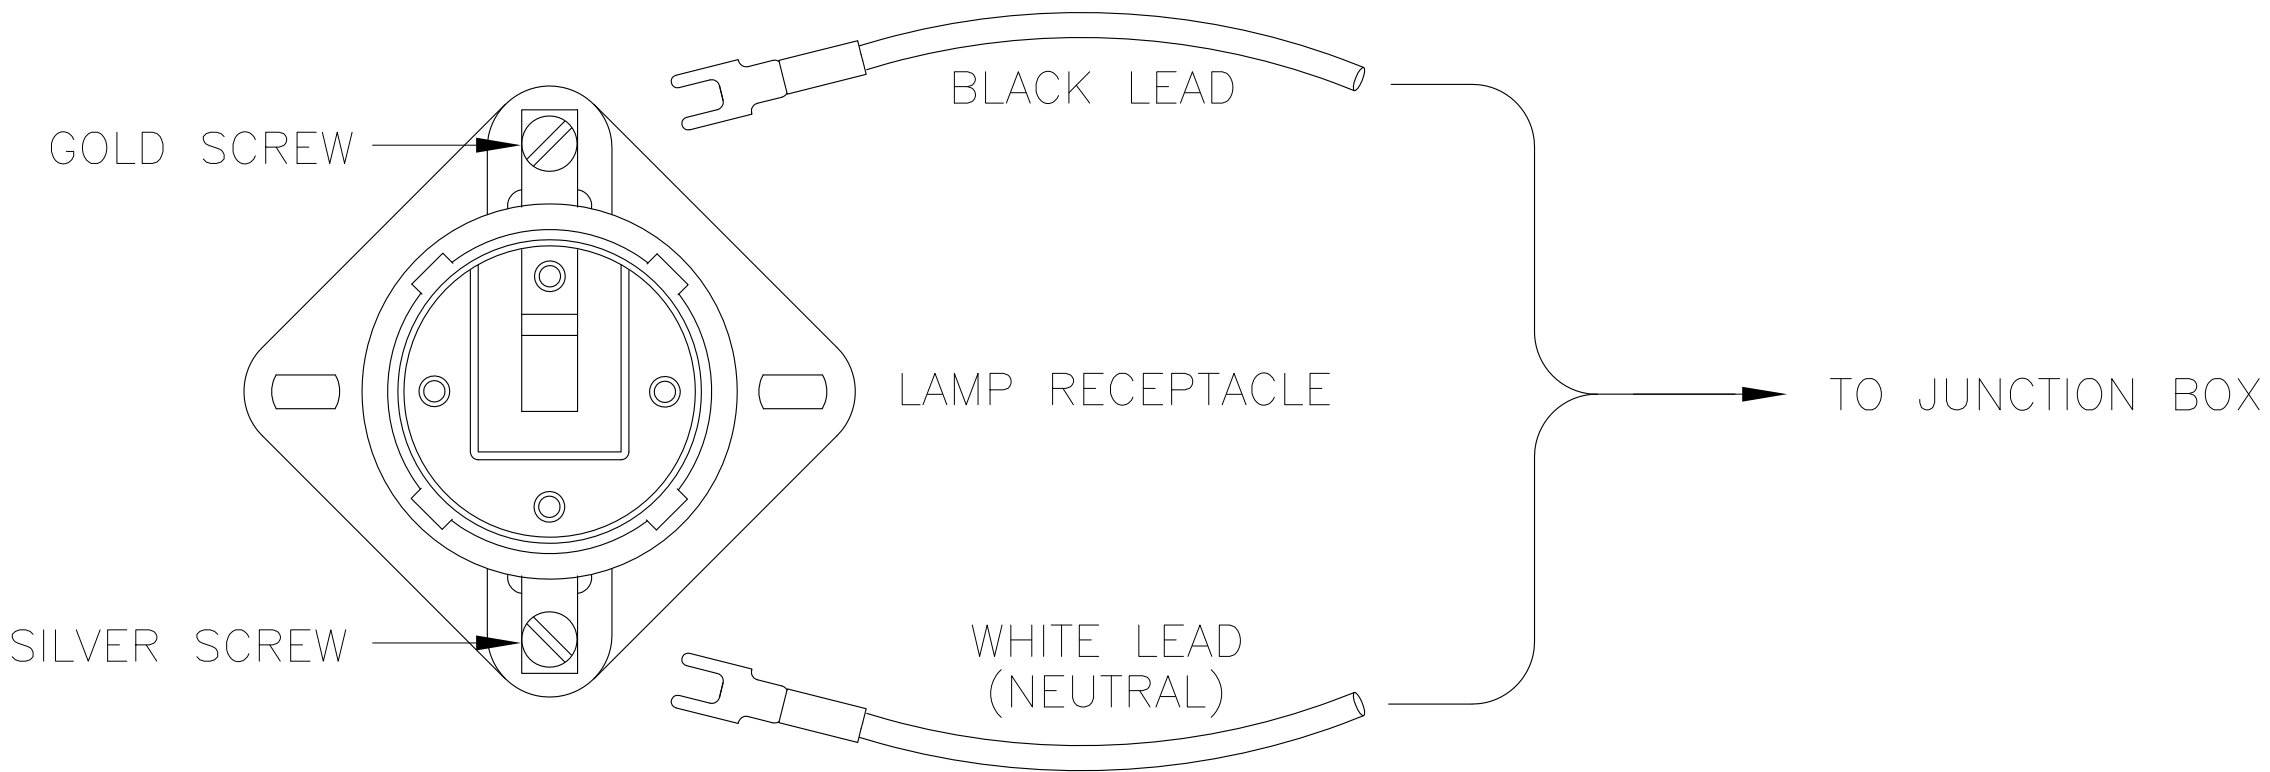 BLACK LEAD
GOLD SCREW
LAMP RECEPTACLE
TO JUNCTION BOX
SILVER SCREW
WHITE LEAD
(NEUTRAL)